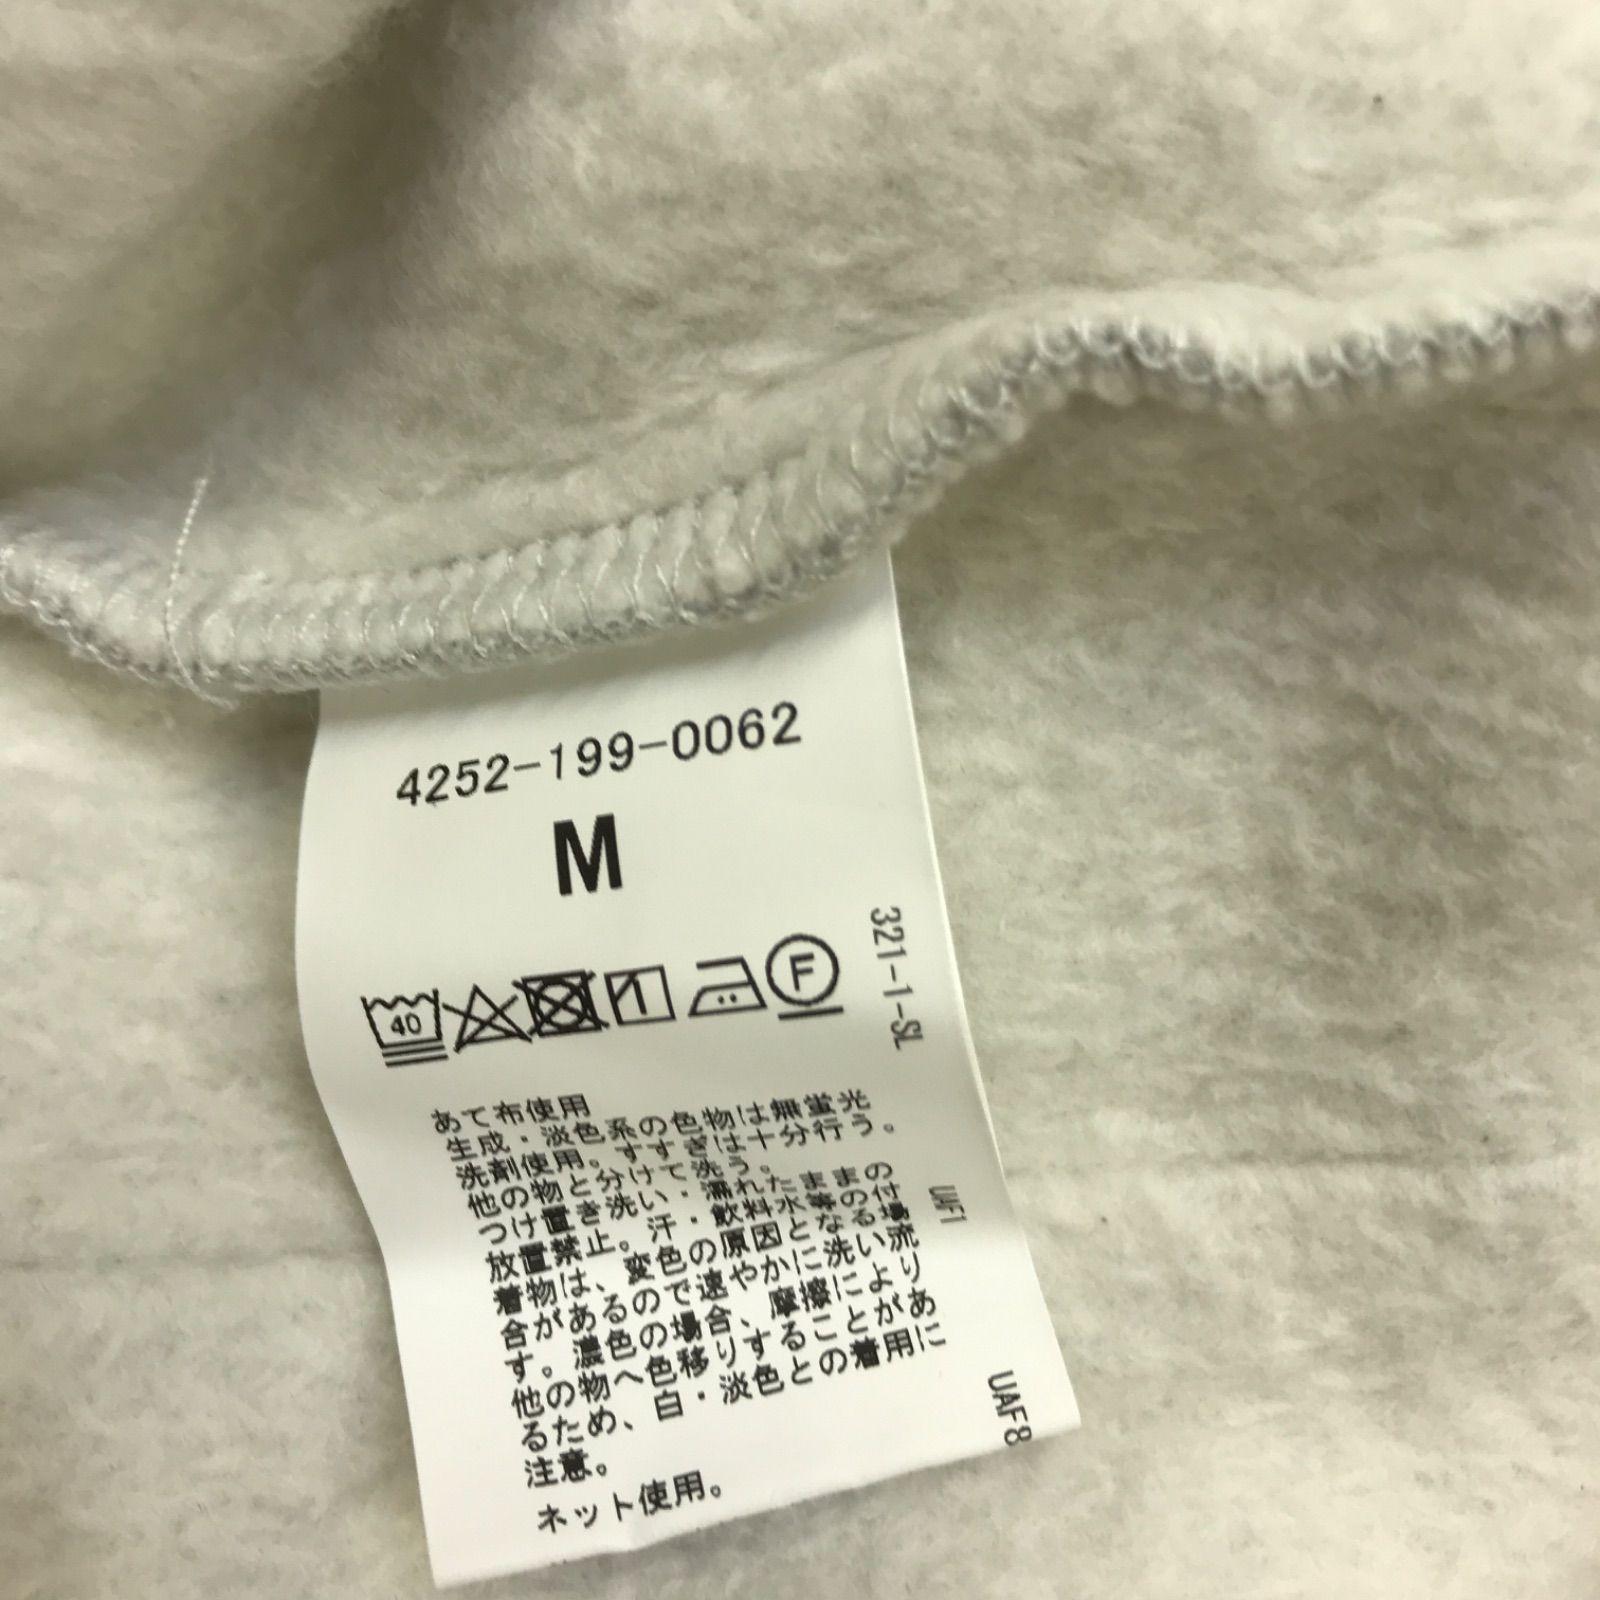 4252-199-0062
M
321-1-SL
40
F
あて布使用
生成・淡色系の色物は無蛍光
洗剤使用。すすぎは十分行う。
他の物と分けて洗う。
つけ置き洗い・濡れたままの
放置禁止。汗・飲料水等の付
着物は、変色の原因となる場
合がある ので速やかに洗い流
す。濃色の場合、摩擦により
他の物へ色移りすることがあ
るため、白・淡色との着用に
注意。
ネット使用。
UAF1
UAF8